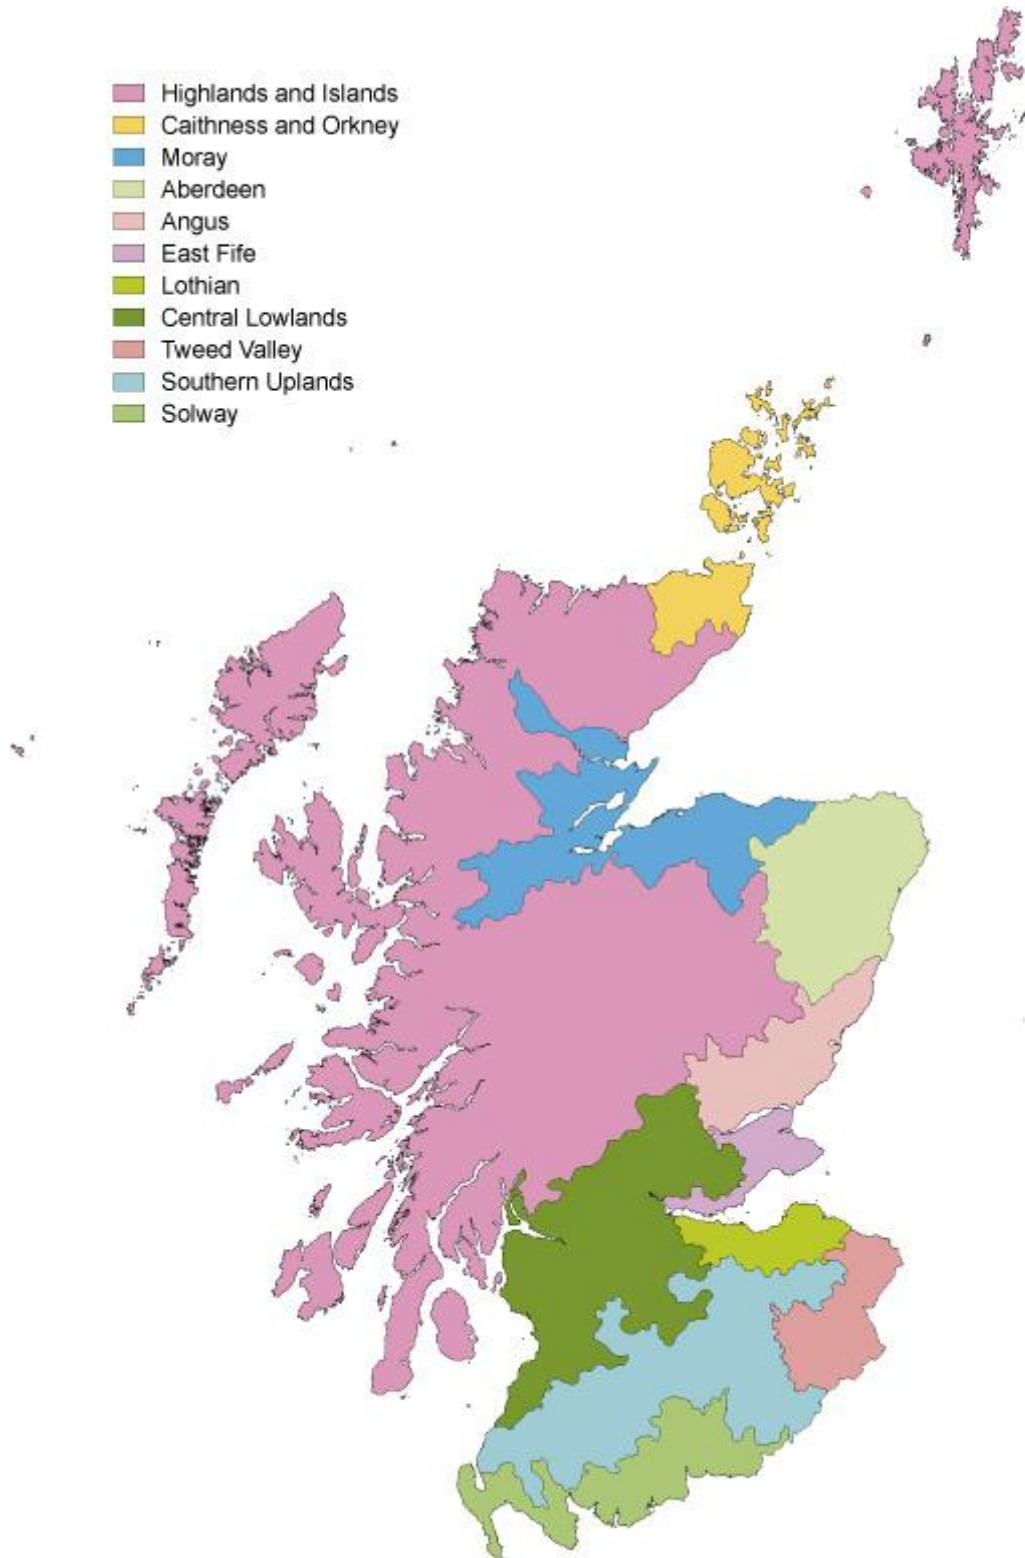 Highlands and Islands
Caithness and Orkney
Moray
Aberdeen
Angus
East Fife
Lothian
Central Lowlands
Tweed Valley
Southern Uplands
Solway